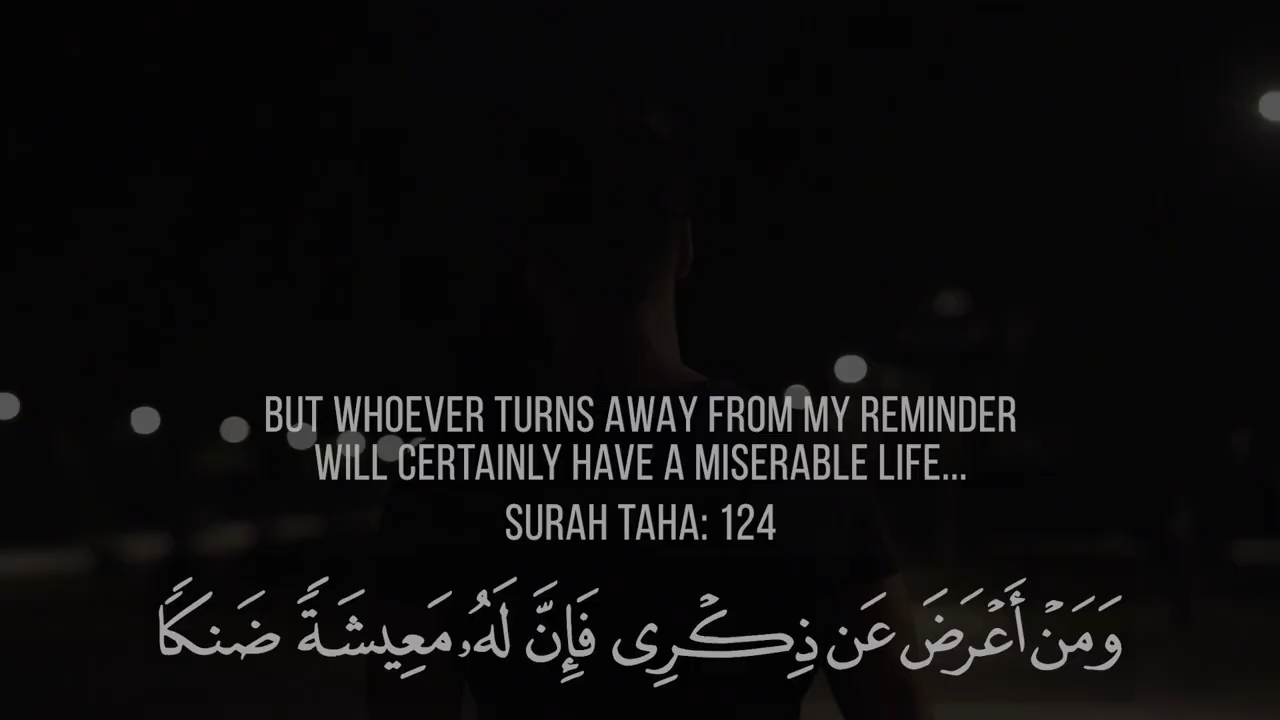 BUT WHOEVER TURNS AWAY FROM MY REMINDER
WILL CERTAINLY HAVE A MISERABLE LIFE...
SURAH TAHA: 124
وَمَنْ أَعْرَضَ عَن ذِكْرِى فَإِنَّ لَهُۥ مَعِيشَةً ضَنكًا